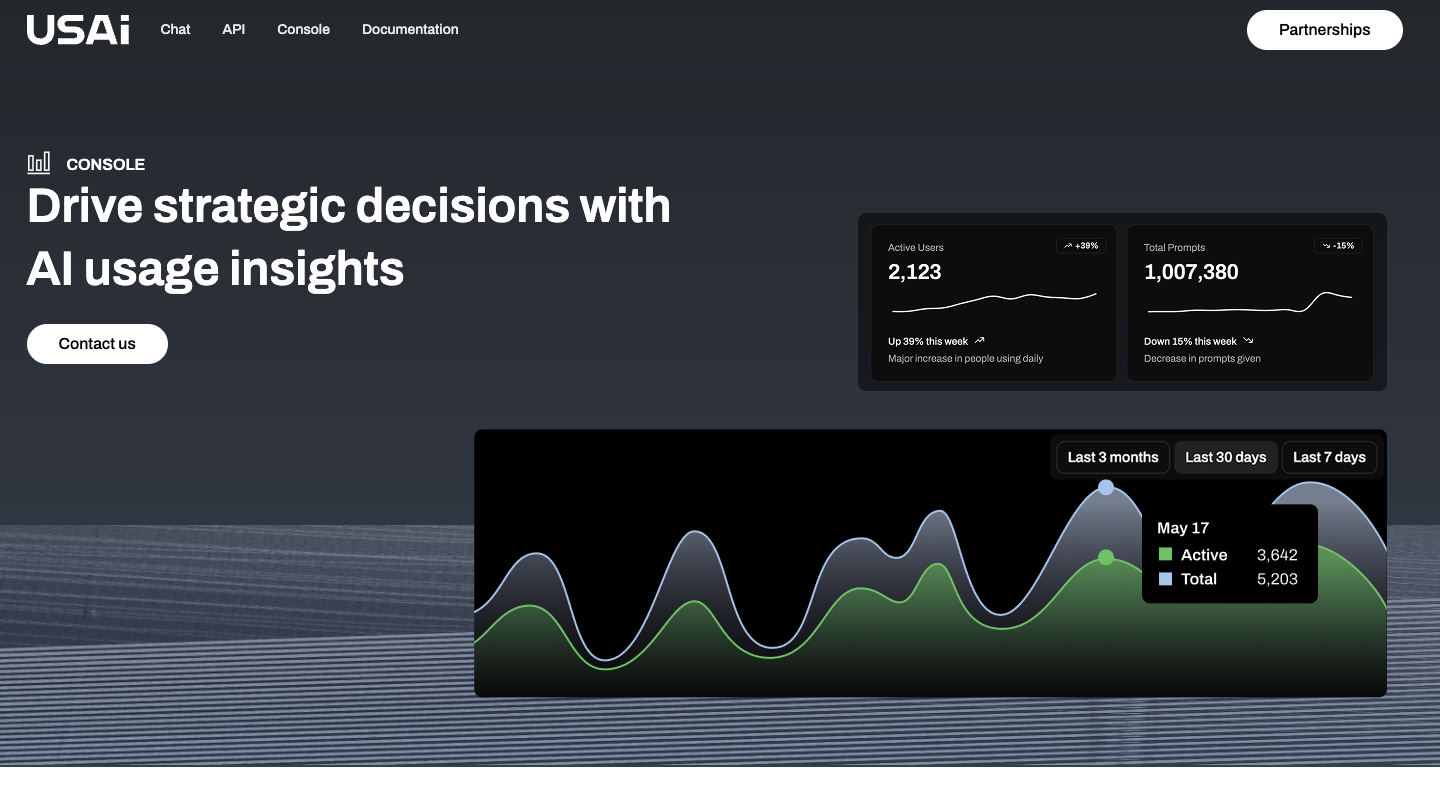 USAi
Chat
API
Console
Documentation
Partnerships
CONSOLE
Drive strategic decisions with
AI usage insights
Contact us
Active Users
+39%
2,123
Up 39% this week
Major increase in people using daily
Total Prompts
-15%
1,007,380
Down 15% this week
Decrease in prompts given
Last 3 months
Last 30 days
Last 7 days
May 17
Active 3,642
Total 5,203